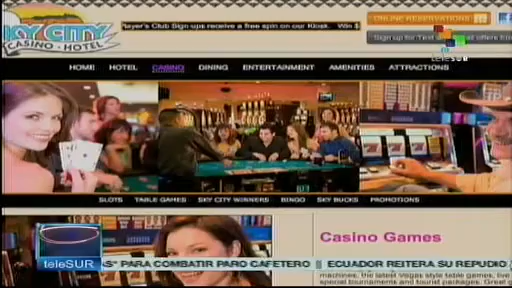 Player's Club Sign ups receive a free spin on our Kiosk. Win $
ONLINE RESERVATIONS
SKY CITY
CASINO • HOTEL
Sign up for Text
offers
teleSUR
HOME HOTEL CASINO DINING ENTERTAINMENT AMENITIES ATTRACTIONS
SLOTS TABLE GAMES SKY CITY WINNERS BINGO SKY BUCKS PROMOTIONS
Casino Games
teleSUR
AS" PARA COMBATIR PARO CAFETERO || ECUADOR REITERA SU REPUDIO
machines, the latest Vegas style table games, live
special tournaments and tourist packages. Great